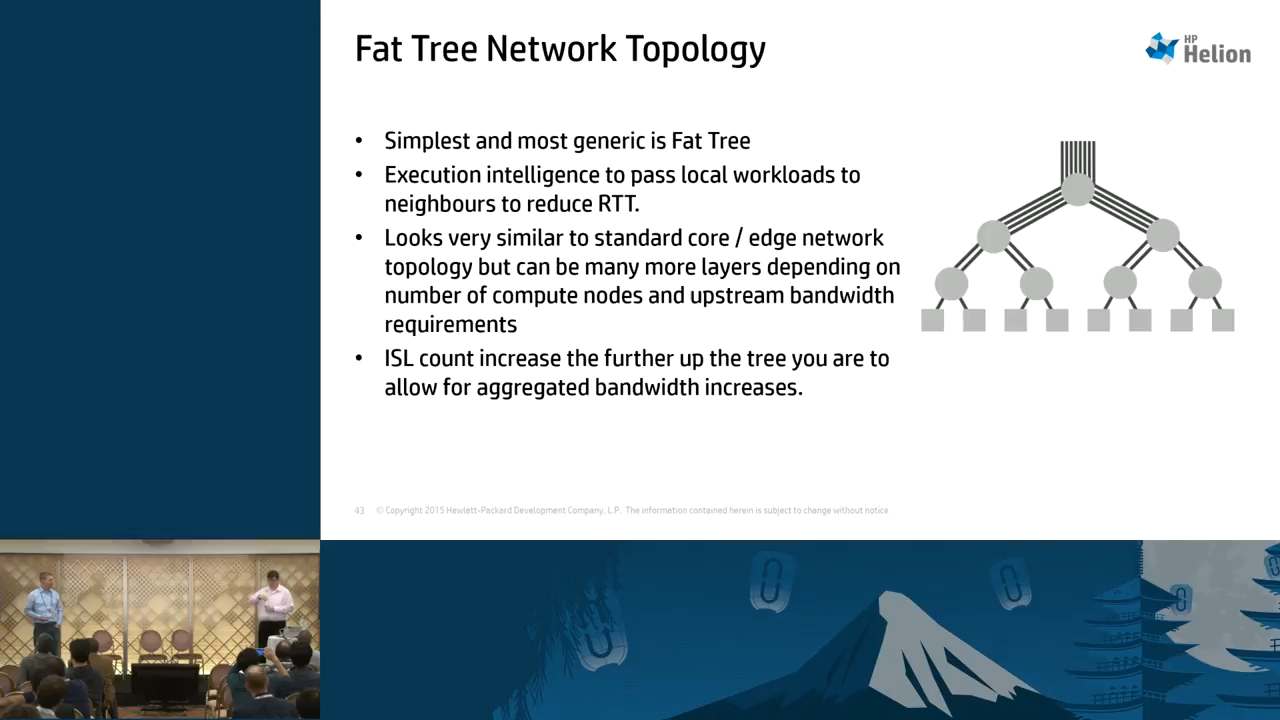 Fat Tree Network Topology
HP
Helion
• Simplest and most generic is Fat Tree
• Execution intelligence to pass local workloads to
neighbours to reduce RTT.
• Looks very similar to standard core / edge network
topology but can be many more layers depending on
number of compute nodes and upstream bandwidth
requirements
• ISL count increase the further up the tree you are to
allow for aggregated bandwidth increases.
43 © Copyright 2015 Hewlett-Packard Development Company, L.P. The information contained herein is subject to change without notice.